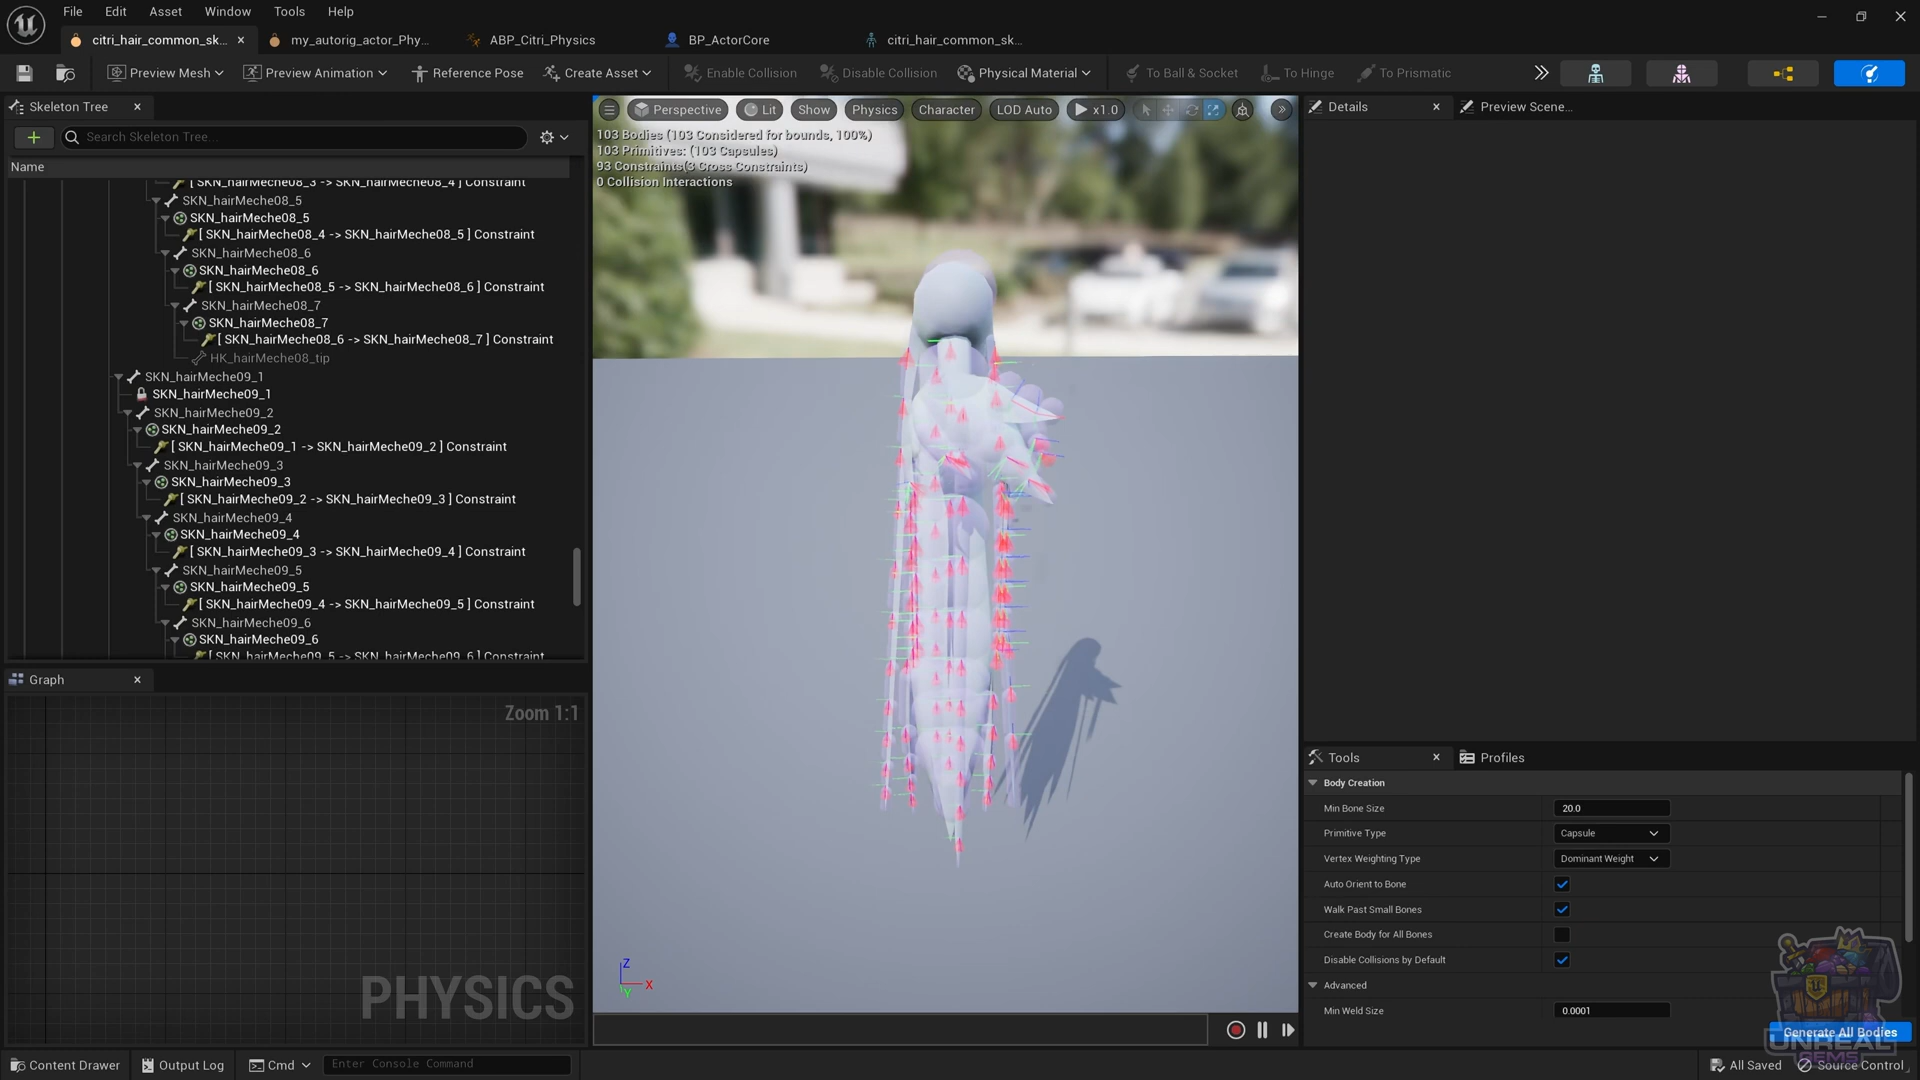 File Edit Asset Window Tools Help
citri_hair_common_sk... my_autorig_actor_Phy... ABP_Citri_Physics BP_ActorCore citri_hair_common_sk...
Preview Mesh Preview Animation Reference Pose Create Asset Enable Collision Disable Collision Physical Material To Ball & Socket To Hinge To Prismatic
Skeleton Tree
Search Skeleton Tree...
Name
[ SKN_hairMeche08_3 -> SKN_hairMeche08_4 ] Constraint
SKN_hairMeche08_5
SKN_hairMeche08_5
[ SKN_hairMeche08_4 -> SKN_hairMeche08_5 ] Constraint
SKN_hairMeche08_6
SKN_hairMeche08_6
[ SKN_hairMeche08_5 -> SKN_hairMeche08_6 ] Constraint
SKN_hairMeche08_7
SKN_hairMeche08_7
[ SKN_hairMeche08_6 -> SKN_hairMeche08_7 ] Constraint
HK_hairMeche08_tip
SKN_hairMeche09_1
SKN_hairMeche09_1
SKN_hairMeche09_2
SKN_hairMeche09_2
[ SKN_hairMeche09_1 -> SKN_hairMeche09_2 ] Constraint
SKN_hairMeche09_3
SKN_hairMeche09_3
[ SKN_hairMeche09_2 -> SKN_hairMeche09_3 ] Constraint
SKN_hairMeche09_4
SKN_hairMeche09_4
[ SKN_hairMeche09_3 -> SKN_hairMeche09_4 ] Constraint
SKN_hairMeche09_5
SKN_hairMeche09_5
[ SKN_hairMeche09_4 -> SKN_hairMeche09_5 ] Constraint
SKN_hairMeche09_6
SKN_hairMeche09_6
[ SKN_hairMeche09_5 -> SKN_hairMeche09_6 ] Constraint
Graph
Zoom 1:1
PHYSICS
Perspective Lit Show Physics Character LOD Auto x1.0
103 Bodies (103 Considered for bounds, 100%)
103 Primitives: (103 Capsules)
93 Constraints(3 Cross Constraints)
0 Collision Interactions
Z
X
Y
Details Preview Scene...
Tools Profiles
Body Creation
Min Bone Size 20.0
Primitive Type Capsule
Vertex Weighting Type Dominant Weight
Auto Orient to Bone
Walk Past Small Bones
Create Body for All Bones
Disable Collisions by Default
Advanced
Min Weld Size 0.0001
Generate All Bodies
UNREAL
GEMS
Content Drawer Output Log Cmd Enter Console Command All Saved Source Control